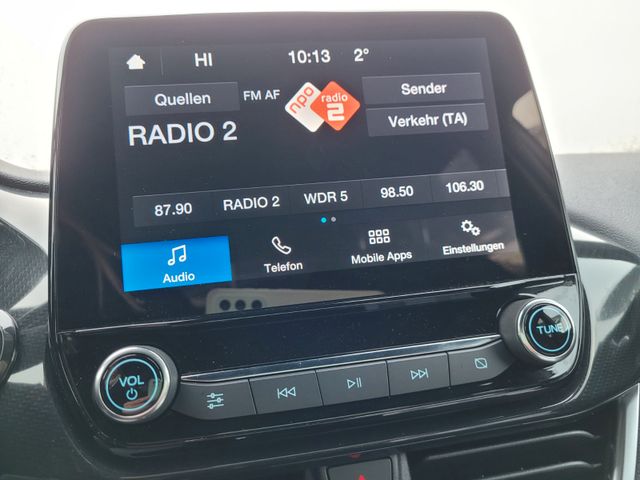 HI 10:13 2°
Quellen FM AF npo radio 2 Sender
RADIO 2 Verkehr (TA)
87.90 RADIO 2 WDR 5 98.50 106.30
Audio Telefon Mobile Apps Einstellungen
VOL TUNE